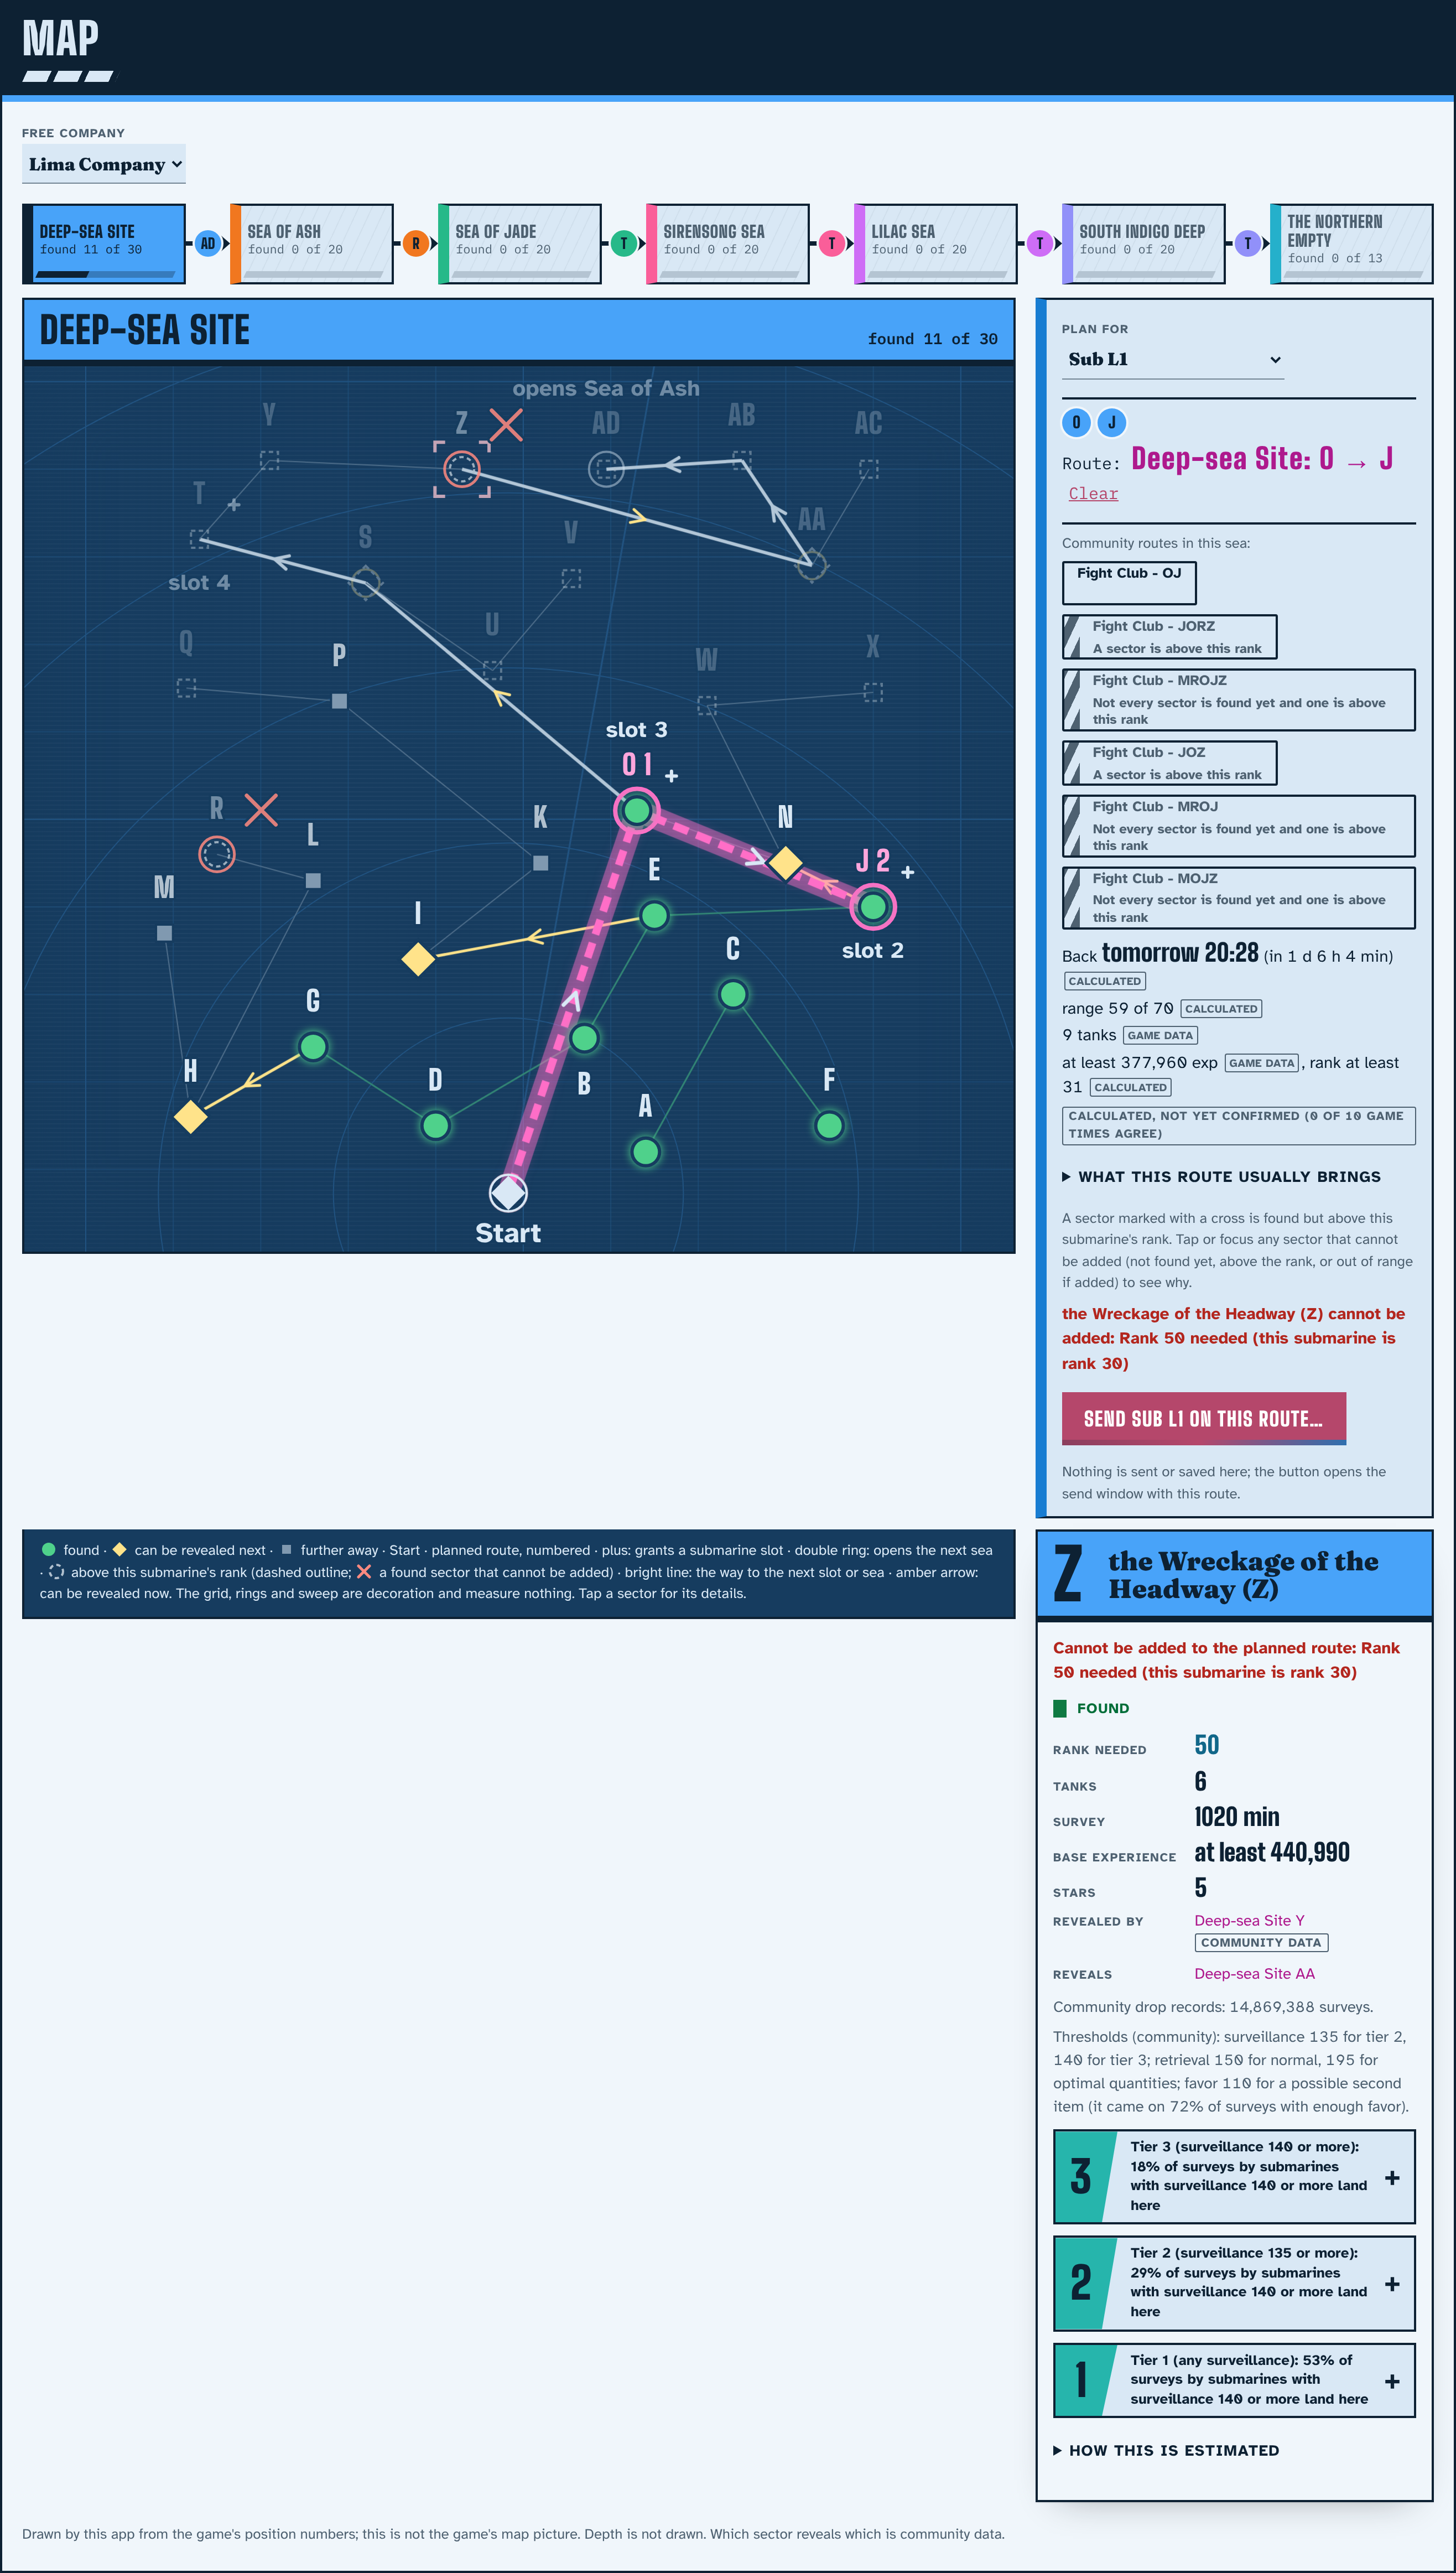 MAP
FREE COMPANY
Lima Company
DEEP-SEA SITE
found 11 of 30
AD
SEA OF ASH
found 0 of 20
R
SEA OF JADE
found 0 of 20
T
SIRENSONG SEA
found 0 of 20
T
LILAC SEA
found 0 of 20
T
SOUTH INDIGO DEEP
found 0 of 20
T
THE NORTHERN
EMPTY
found 0 of 13
DEEP-SEA SITE
found 11 of 30
opens Sea of Ash
Y
Z
AD
AB
AC
T +
S
V
AA
slot 4
Q
P
U
W
X
slot 3
O 1 +
R
L
K
N
J 2 +
M
E
I
C
slot 2
G
H
D
B
A
F
Start
found · can be revealed next · further away · Start · planned route, numbered · plus: grants a submarine slot · double ring: opens the next sea
· above this submarine's rank (dashed outline; a found sector that cannot be added) · bright line: the way to the next slot or sea · amber arrow:
can be revealed now. The grid, rings and sweep are decoration and measure nothing. Tap a sector for its details.
PLAN FOR
Sub L1
O J
Route: Deep-sea Site: O → J
Clear
Community routes in this sea:
Fight Club - OJ
Fight Club - JORZ
A sector is above this rank
Fight Club - MROJZ
Not every sector is found yet and one is above
this rank
Fight Club - JOZ
A sector is above this rank
Fight Club - MROJ
Not every sector is found yet and one is above
this rank
Fight Club - MOJZ
Not every sector is found yet and one is above
this rank
Back tomorrow 20:28 (in 1 d 6 h 4 min)
CALCULATED
range 59 of 70 CALCULATED
9 tanks GAME DATA
at least 377,960 exp GAME DATA, rank at least
31 CALCULATED
CALCULATED, NOT YET CONFIRMED (0 OF 10 GAME
TIMES AGREE)
WHAT THIS ROUTE USUALLY BRINGS
A sector marked with a cross is found but above this
submarine's rank. Tap or focus any sector that cannot
be added (not found yet, above the rank, or out of range
if added) to see why.
the Wreckage of the Headway (Z) cannot be
added: Rank 50 needed (this submarine is
rank 30)
SEND SUB L1 ON THIS ROUTE...
Nothing is sent or saved here; the button opens the
send window with this route.
Z
the Wreckage of the
Headway (Z)
Cannot be added to the planned route: Rank
50 needed (this submarine is rank 30)
FOUND
RANK NEEDED 50
TANKS 6
SURVEY 1020 min
BASE EXPERIENCE at least 440,990
STARS 5
REVEALED BY Deep-sea Site Y
COMMUNITY DATA
REVEALS Deep-sea Site AA
Community drop records: 14,869,388 surveys.
Thresholds (community): surveillance 135 for tier 2,
140 for tier 3; retrieval 150 for normal, 195 for
optimal quantities; favor 110 for a possible second
item (it came on 72% of surveys with enough favor).
3
Tier 3 (surveillance 140 or more):
18% of surveys by submarines
with surveillance 140 or more land
here
+
2
Tier 2 (surveillance 135 or more):
29% of surveys by submarines
with surveillance 140 or more land
here
+
1
Tier 1 (any surveillance): 53% of
surveys by submarines with
surveillance 140 or more land here
+
HOW THIS IS ESTIMATED
Drawn by this app from the game's position numbers; this is not the game's map picture. Depth is not drawn. Which sector reveals which is community data.